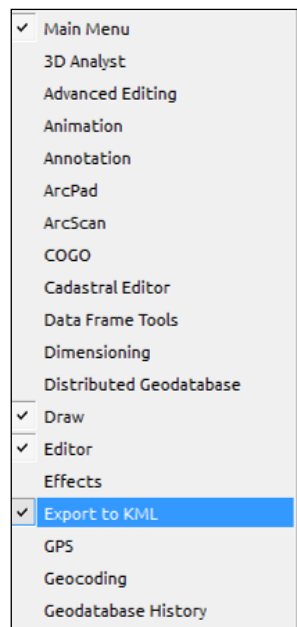 Main Menu
3D Analyst
Advanced Editing
Animation
Annotation
ArcPad
ArcScan
COGO
Cadastral Editor
Data Frame Tools
Dimensioning
Distributed Geodatabase
Draw
Editor
Effects
Export to KML
GPS
Geocoding
Geodatabase History